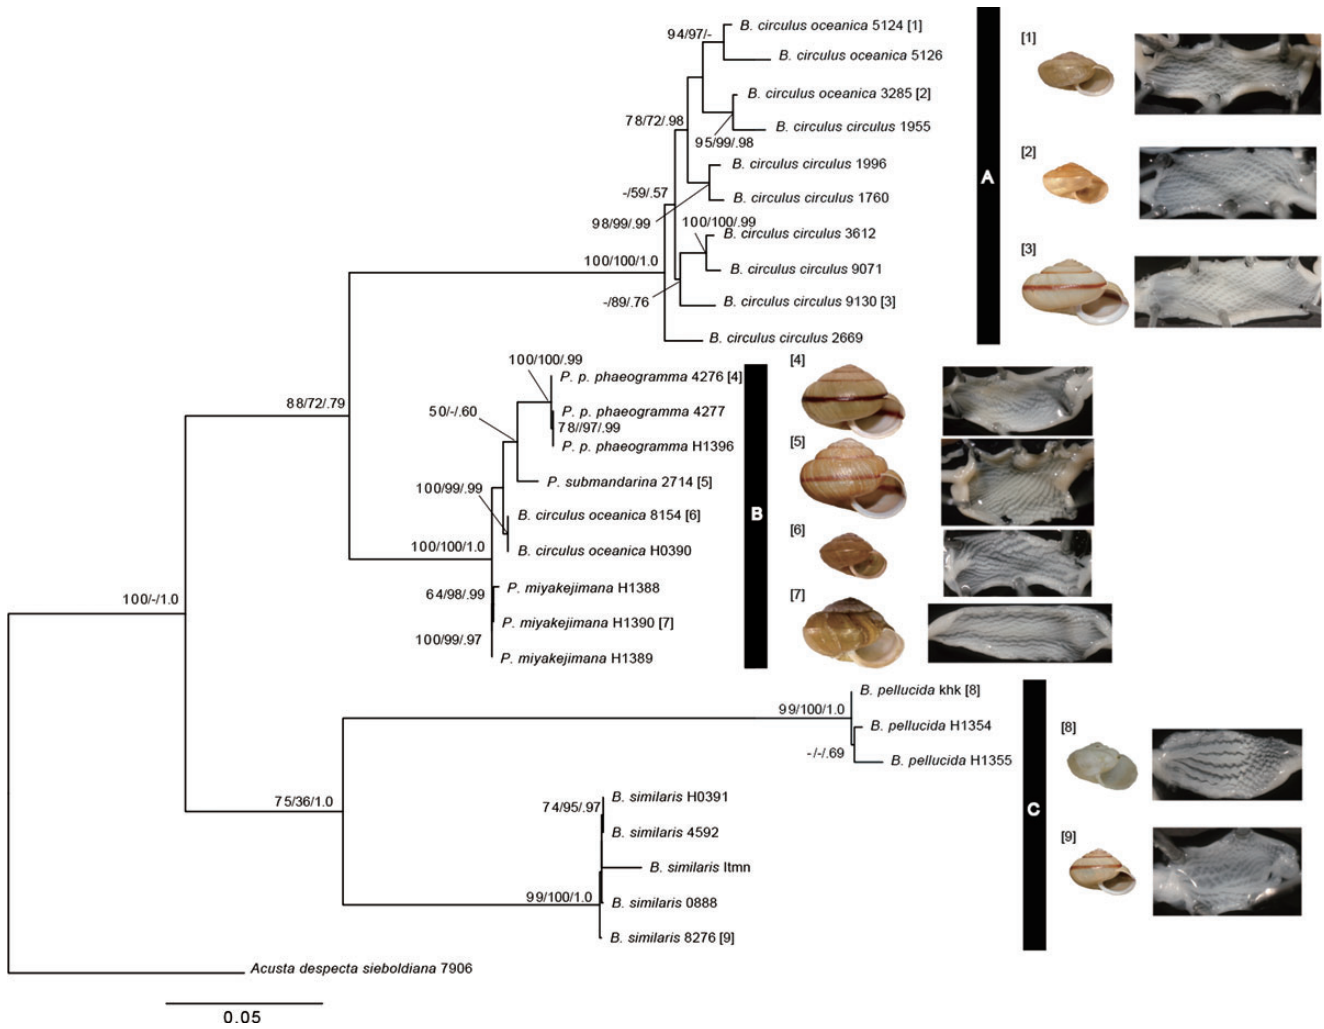 B. circulus oceanica 5124 [1]
94/97/-
B. circulus oceanica 5126
B. circulus oceanica 3285 [2]
78/72/.98
B. circulus circulus 1955
95/99/.98
B. circulus circulus 1996
-/59/.57
B. circulus circulus 1760
98/99/.99
100/100/.99
B. circulus circulus 3612
100/100/1.0
B. circulus circulus 9071
-/89/.76
B. circulus circulus 9130 [3]
B. circulus circulus 2669
A
[1]
[2]
[3]
100/100/.99
P. p. phaeogramma 4276 [4]
88/72/.79
50/-/.60
P. p. phaeogramma 4277
78//97/.99
P. p. phaeogramma H1396
P. submandarina 2714 [5]
100/99/.99
B. circulus oceanica 8154 [6]
100/100/1.0
B. circulus oceanica H0390
P. miyakejimana H1388
64/98/.99
P. miyakejimana H1390 [7]
100/99/.97
P. miyakejimana H1389
B
[4]
[5]
[6]
[7]
100/-/1.0
B. pellucida khk [8]
99/100/1.0
B. pellucida H1354
-/-/.69
B. pellucida H1355
75/36/1.0
B. similaris H0391
74/95/.97
B. similaris 4592
B. similaris ltmn
99/100/1.0
B. similaris 0888
B. similaris 8276 [9]
C
[8]
[9]
Acusta despecta sieboldiana 7906
0.05